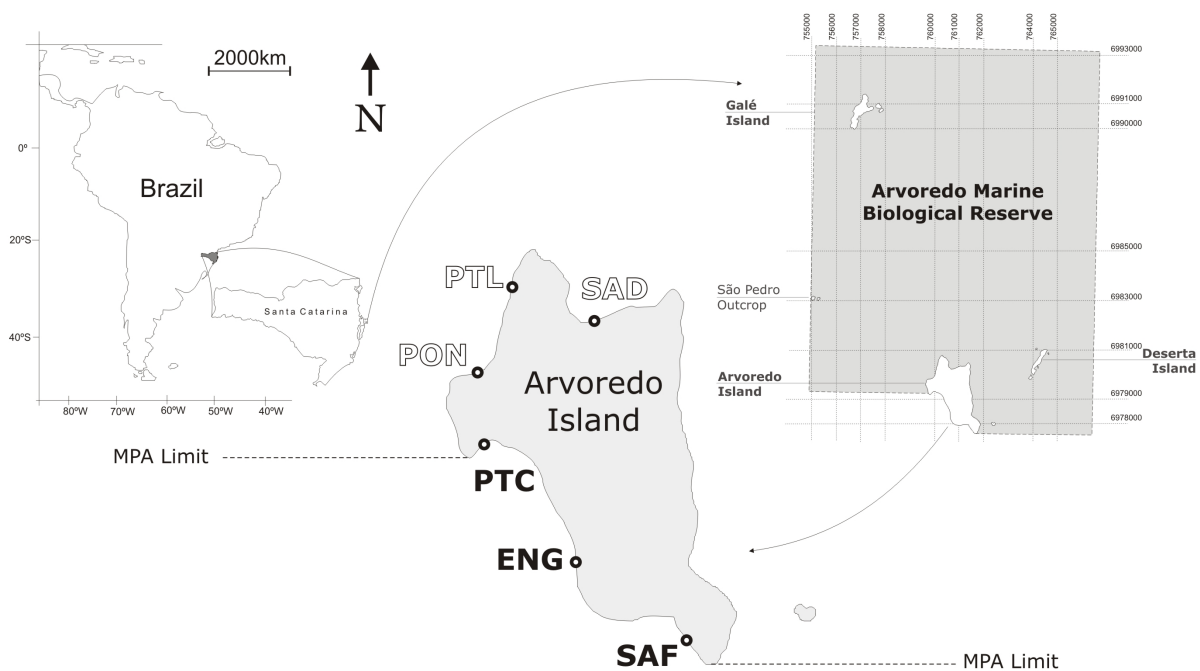 2000km
N
0°
20°S
40°S
80°W
70°W
60°W
50°W
40°W
Brazil
Santa Catarina
755000
756000
757000
758000
760000
761000
762000
764000
765000
6993000
6991000
6990000
6985000
6983000
6981000
6979000
6978000
Galé
Island
Arvoredo Marine
Biological Reserve
São Pedro
Outcrop
Deserta
Island
Arvoredo
Island
PTL
SAD
PON
Arvoredo
Island
MPA Limit
PTC
ENG
SAF
MPA Limit